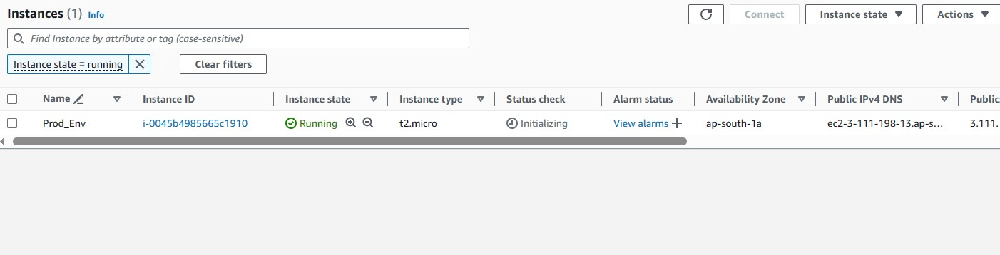 Instances (1) Info
Connect
Instance state
Actions
Find Instance by attribute or tag (case-sensitive)
Instance state = running
Clear filters
Name Instance ID Instance state Instance type Status check Alarm status Availability Zone Public IPv4 DNS Public
Prod_Env i-0045b4985665c1910 Running t2.micro Initializing View alarms ap-south-1a ec2-3-111-198-13.ap-s... 3.111.